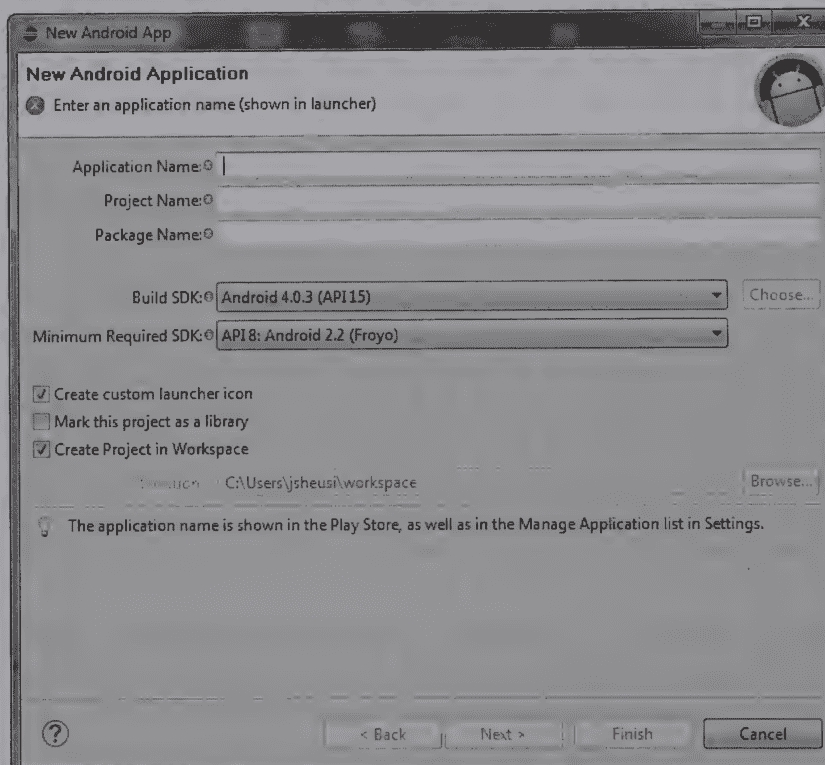 New Android App
New Android Application
Enter an application name (shown in launcher)
Application Name:
Project Name:
Package Name:
Build SDK: Android 4.0.3 (API 15) Choose...
Minimum Required SDK: API 8: Android 2.2 (Froyo)
Create custom launcher icon
Mark this project as a library
Create Project in Workspace
C:\Users\jsheusi\workspace Browse...
The application name is shown in the Play Store, as well as in the Manage Application list in Settings.
? < Back Next > Finish Cancel